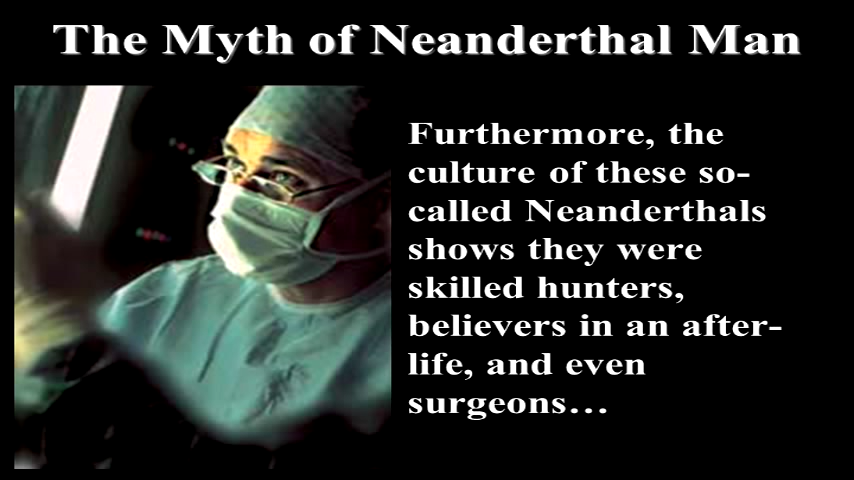 The Myth of Neanderthal Man
Furthermore, the
culture of these so-
called Neanderthals
shows they were
skilled hunters,
believers in an after-
life, and even
surgeons…